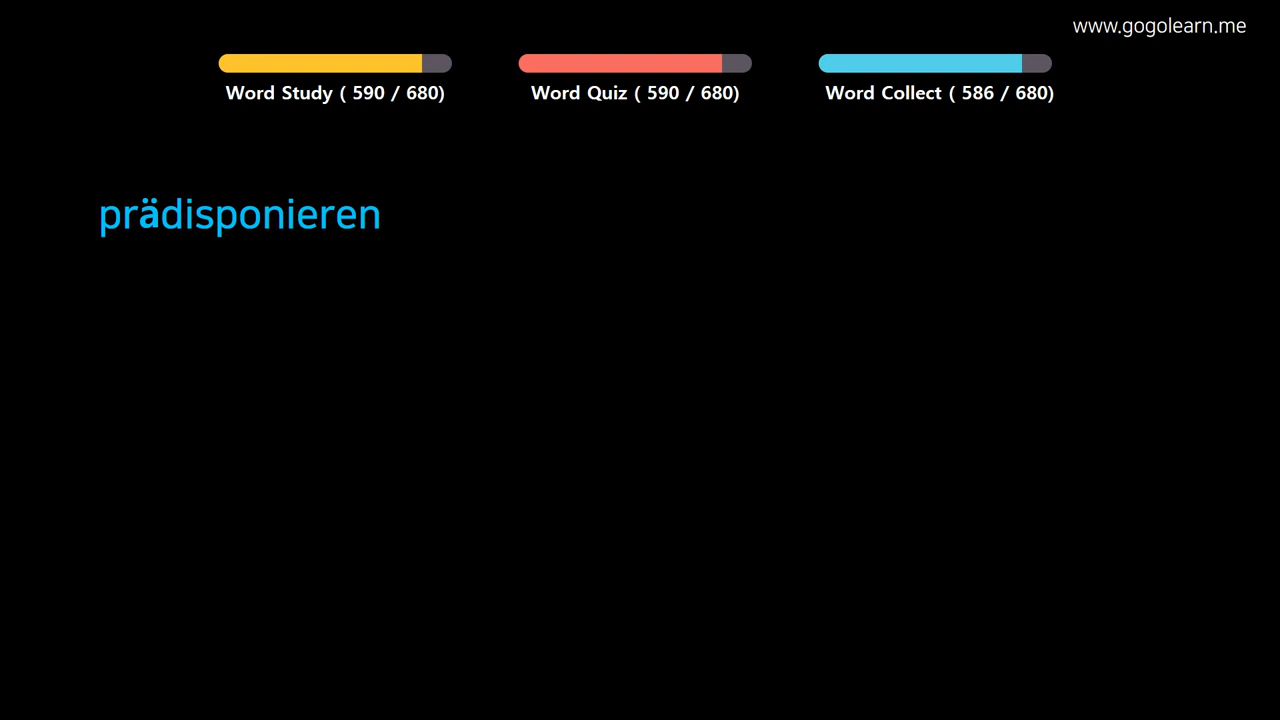 www.gogolearn.me
Word Study ( 590 / 680)
Word Quiz ( 590 / 680)
Word Collect ( 586 / 680)
prädisponieren